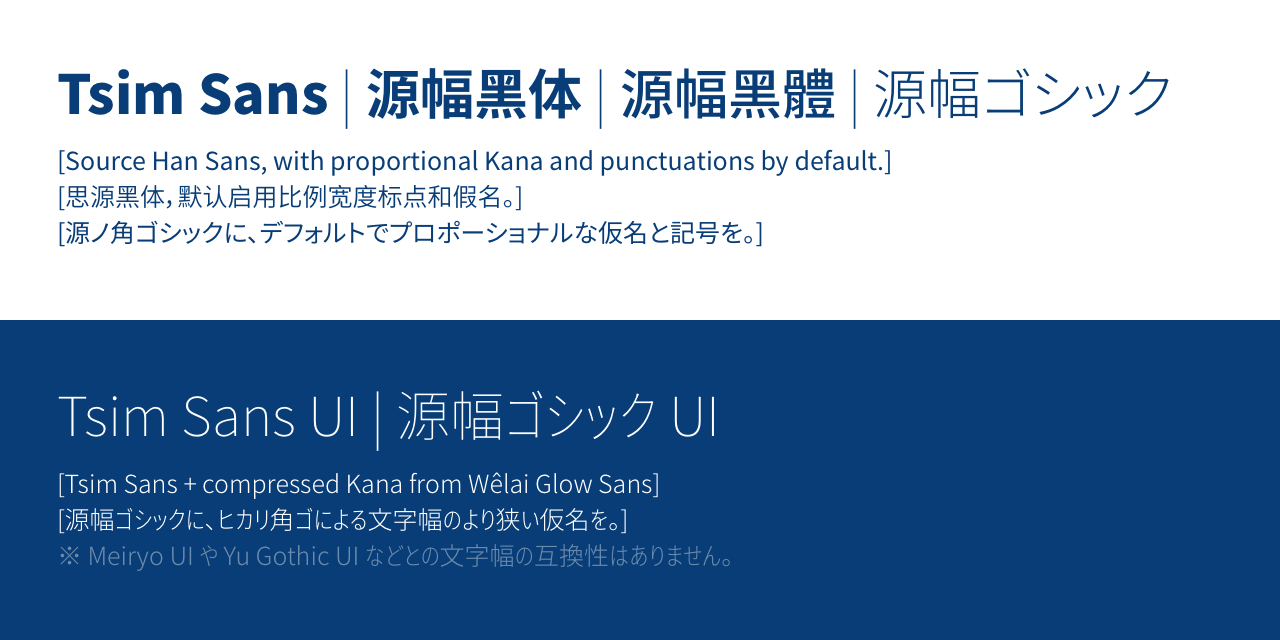 Tsim Sans | 源幅黑体 | 源幅黑體 | 源幅ゴシック
[Source Han Sans, with proportional Kana and punctuations by default.]
[思源黑体，默认启用比例宽度标点和假名。]
[源ノ角ゴシックに、デフォルトでプロポーショナルな仮名と記号を。]
Tsim Sans UI | 源幅ゴシック UI
[Tsim Sans + compressed Kana from Wêlai Glow Sans]
[源幅ゴシックに、ヒカリ角ゴによる文字幅のより狭い仮名を。]
※ Meiryo UI や Yu Gothic UI などとの文字幅の互換性はありません。